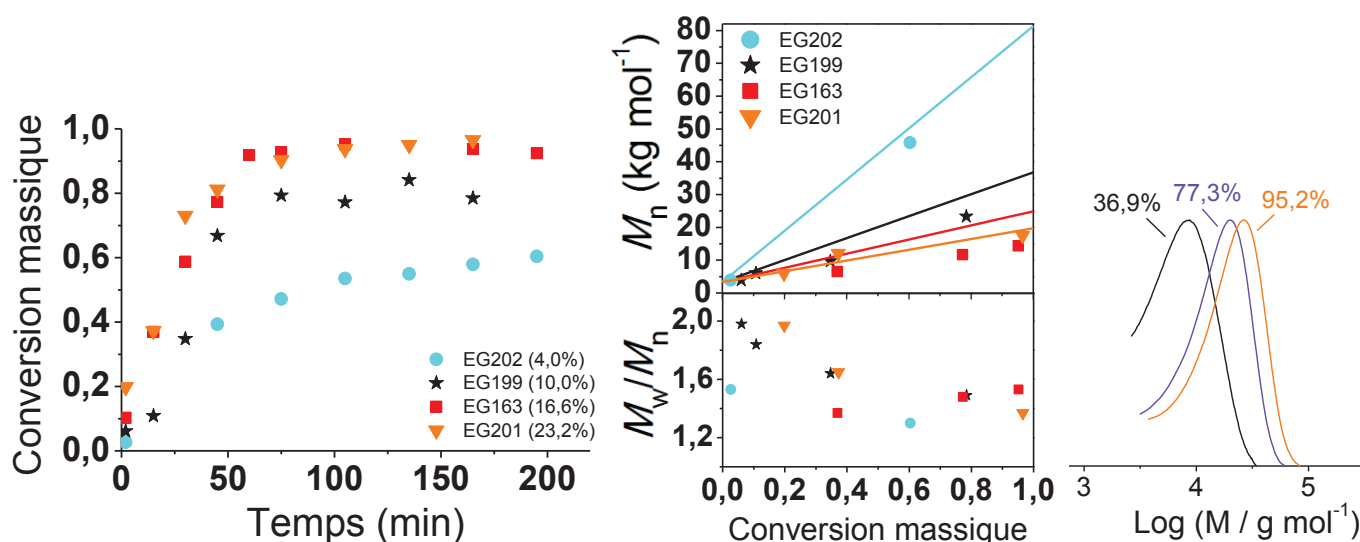 Conversion massique
1,0
0,8
0,6
0,4
0,2
0,0
0
50
100
150
200
Temps (min)
EG202 (4,0%)
EG199 (10,0%)
EG163 (16,6%)
EG201 (23,2%)
Mn (kg mol⁻¹)
80
70
60
50
40
30
20
10
0
EG202
EG199
EG163
EG201
Mw/Mn
2,0
1,6
1,2
0,0 0,2 0,4 0,6 0,8 1,0
Conversion massique
77,3%
36,9%
95,2%
3
4
5
Log (M / g mol⁻¹)